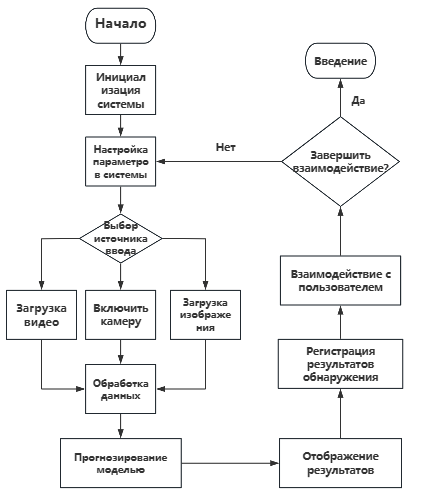 Начало
Инициал
изация
системы
Настройка
параметро
в системы
Выбор
источника
ввода
Загрузка
видео
Включить
камеру
Загрузка
изображе
ния
Обработка
данных
Прогнозирование
моделью
Отображение
результатов
Регистрация
результатов
обнаружения
Взаимодействие с
пользователем
Завершить
взаимодействие?
Нет
Да
Введение